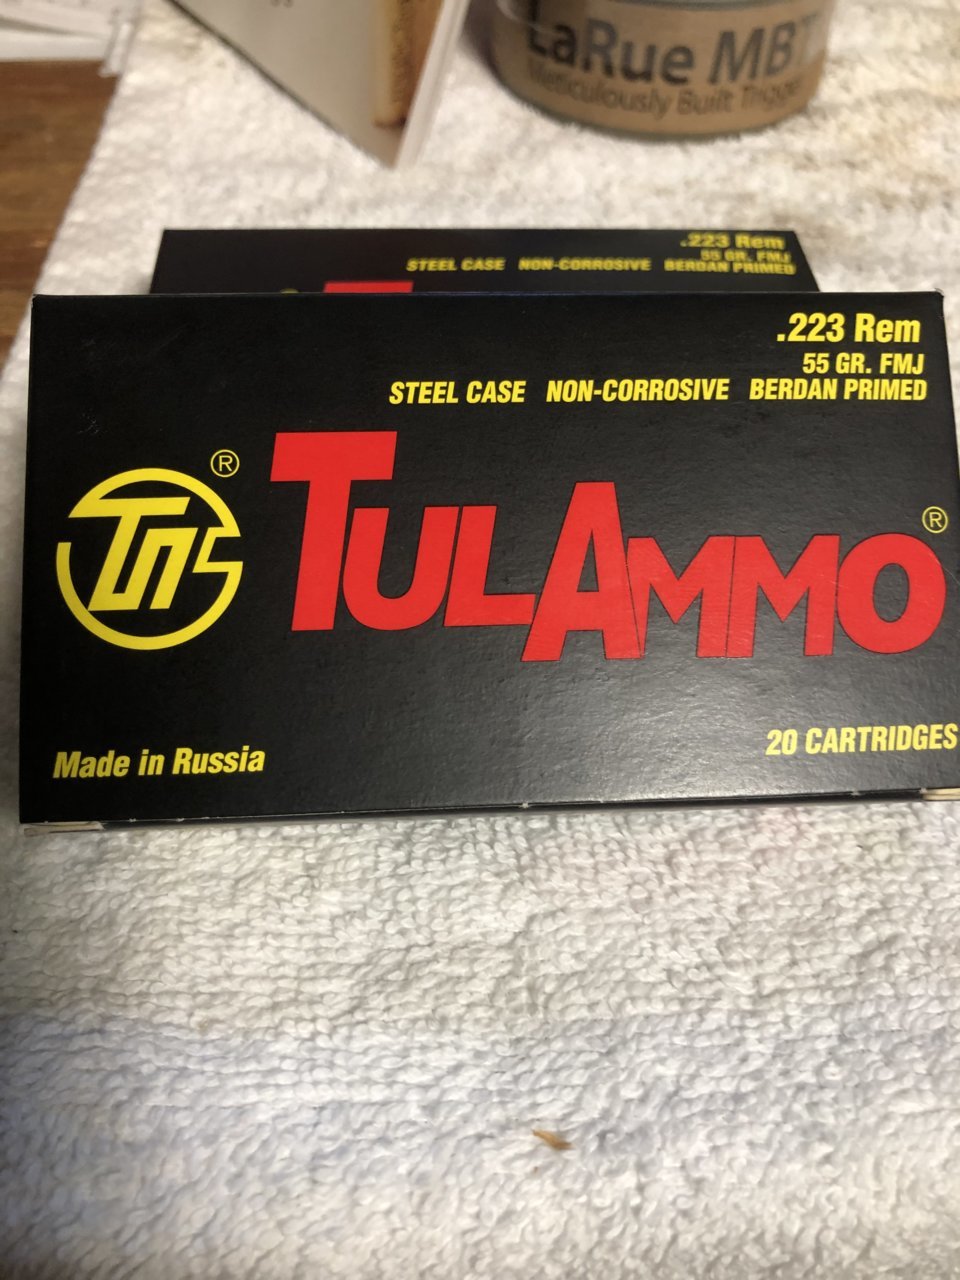 LaRue MBT
Meticulously Built Trigger
.223 Rem
55 GR. FMJ
STEEL CASE NON-CORROSIVE BERDAN PRIMED
.223 Rem
55 GR. FMJ
STEEL CASE NON-CORROSIVE BERDAN PRIMED
®
TULAMMO®
Made in Russia
20 CARTRIDGES